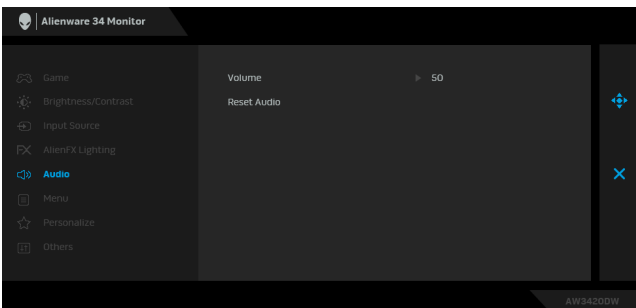 Alienware 34 Monitor
Game
Brightness/Contrast
Input Source
AlienFX Lighting
Audio
Menu
Personalize
Others
Volume 50
Reset Audio
AW3420DW